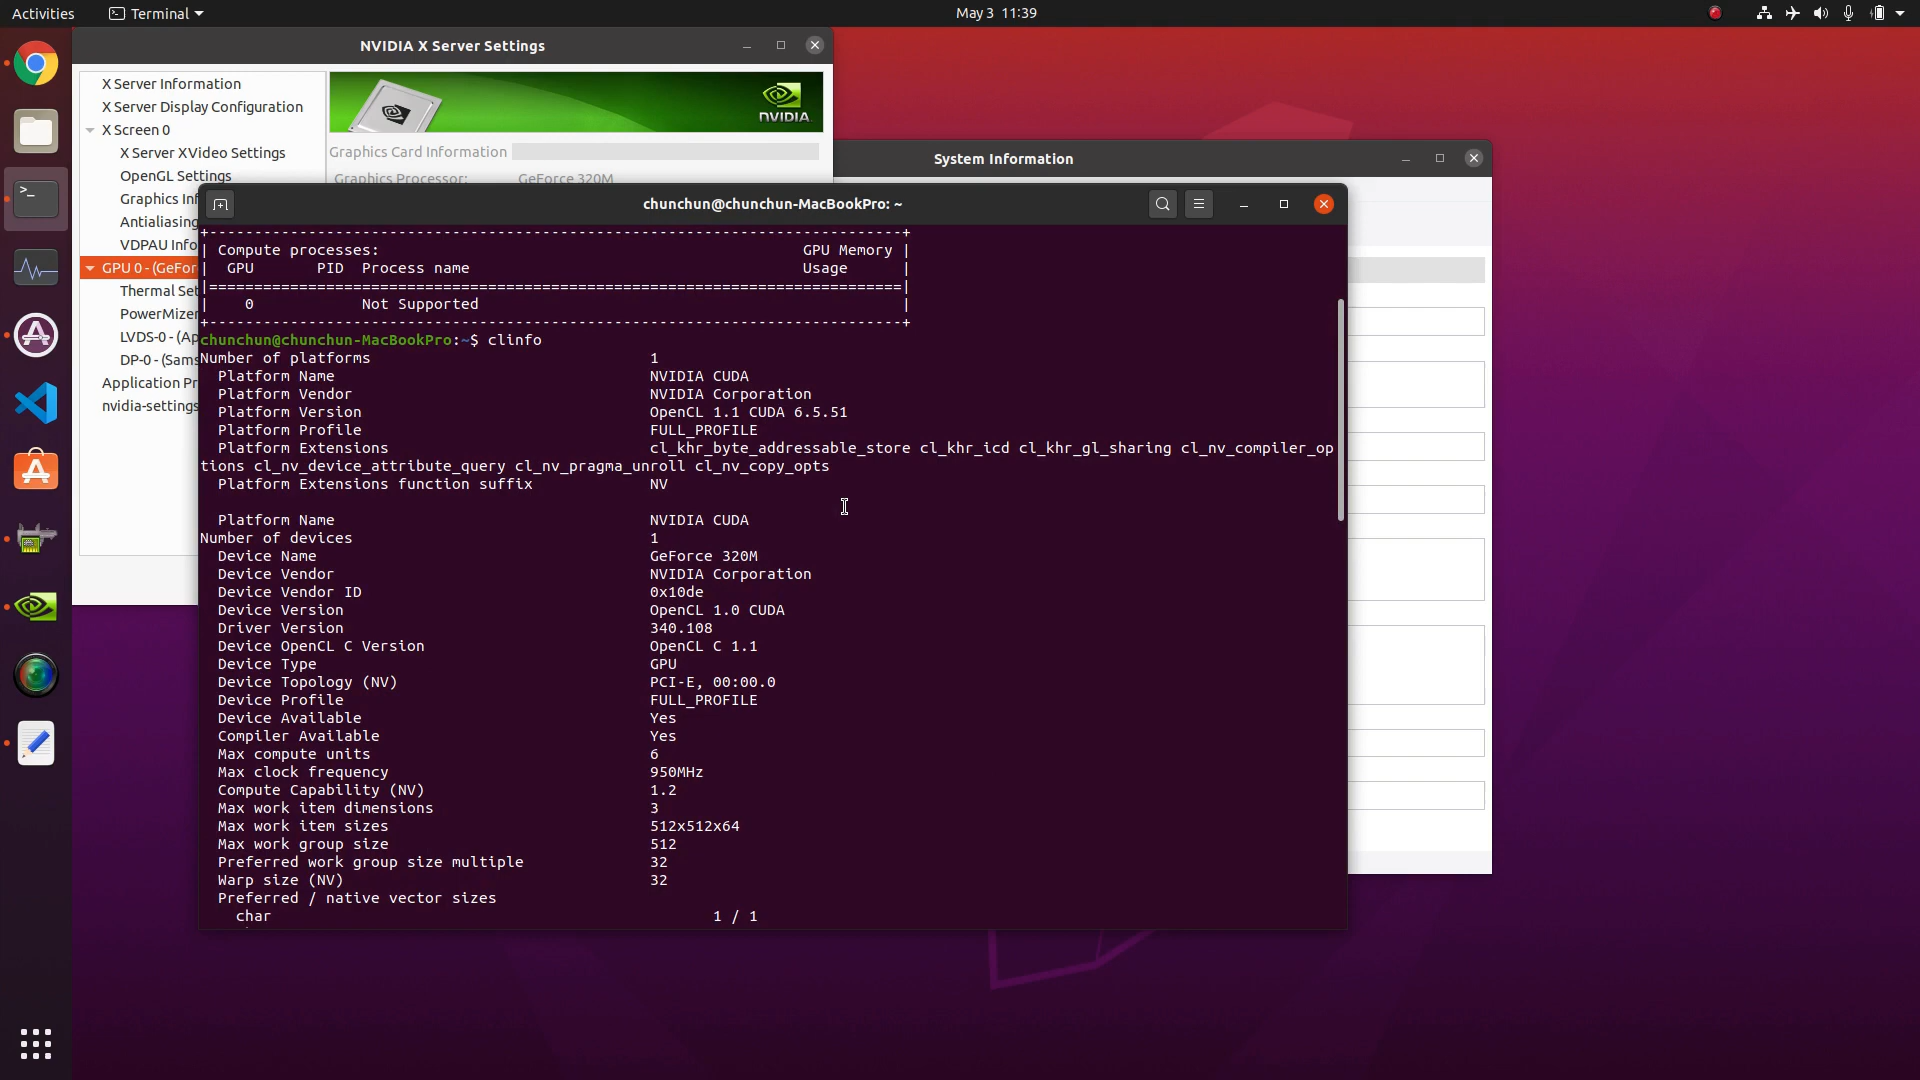 Activities
Terminal
May 3 11:39
NVIDIA X Server Settings
X Server Information
X Server Display Configuration
X Screen 0
X Server XVideo Settings
OpenGL Settings
Graphics Inf
Antialiasing
VDPAU Info
GPU 0 - (GeFor
Thermal Set
PowerMizer
LVDS-0 - (Ap
DP-0 - (Sams
Application Pr
nvidia-settings
NVIDIA.
Graphics Card Information
Graphics Processor: GeForce 320M
System Information
chunchun@chunchun-MacBookPro: ~
+-----------------------------------------------------------------------------+
| Compute processes:                                               GPU Memory |
|  GPU       PID  Process name                                     Usage      |
|=============================================================================|
|    0            Not Supported                                               |
+-----------------------------------------------------------------------------+
chunchun@chunchun-MacBookPro:~$ clinfo
Number of platforms 1
Platform Name NVIDIA CUDA
Platform Vendor NVIDIA Corporation
Platform Version OpenCL 1.1 CUDA 6.5.51
Platform Profile FULL_PROFILE
Platform Extensions cl_khr_byte_addressable_store cl_khr_icd cl_khr_gl_sharing cl_nv_compiler_op
tions cl_nv_device_attribute_query cl_nv_pragma_unroll cl_nv_copy_opts
Platform Extensions function suffix NV
Platform Name NVIDIA CUDA
Number of devices 1
Device Name GeForce 320M
Device Vendor NVIDIA Corporation
Device Vendor ID 0x10de
Device Version OpenCL 1.0 CUDA
Driver Version 340.108
Device OpenCL C Version OpenCL C 1.1
Device Type GPU
Device Topology (NV) PCI-E, 00:00.0
Device Profile FULL_PROFILE
Device Available Yes
Compiler Available Yes
Max compute units 6
Max clock frequency 950MHz
Compute Capability (NV) 1.2
Max work item dimensions 3
Max work item sizes 512x512x64
Max work group size 512
Preferred work group size multiple 32
Warp size (NV) 32
Preferred / native vector sizes
char 1 / 1